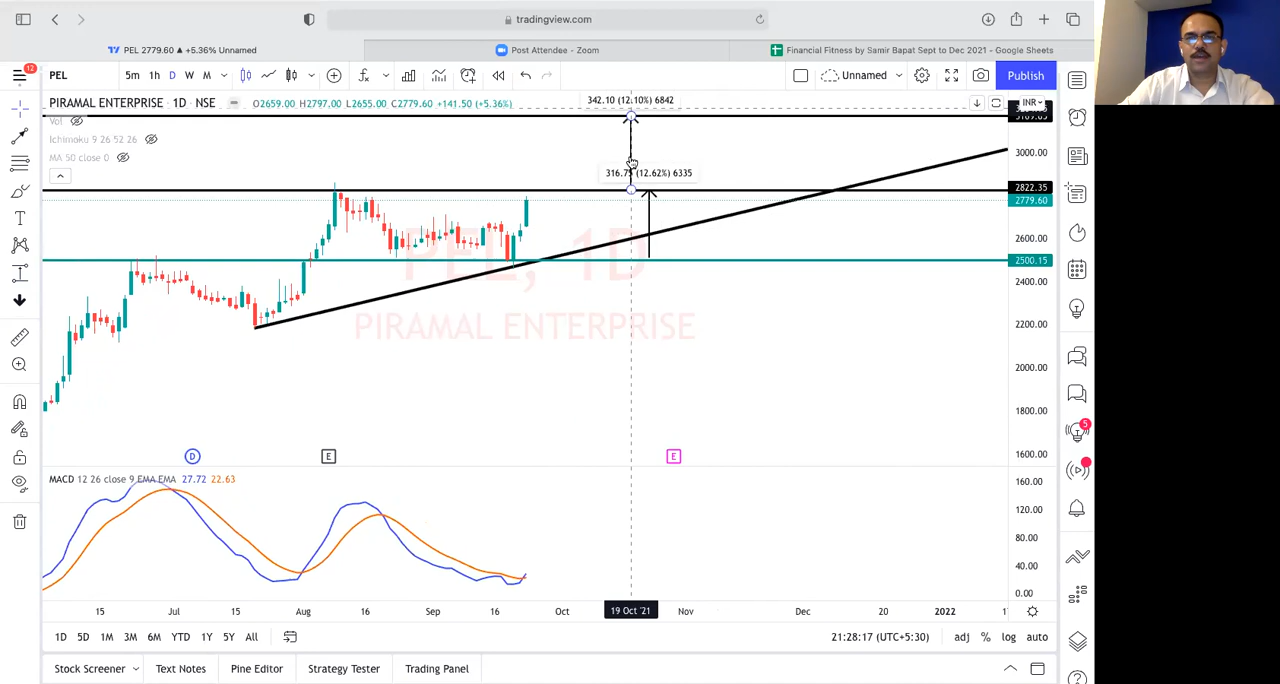 tradingview.com
PEL 2779.60 ▲ +5.36% Unnamed
Post Attendee - Zoom
Financial Fitness by Samir Bapat Sept to Dec 2021 - Google Sheets
12
PEL
5m 1h D W M
Unnamed
Publish
PIRAMAL ENTERPRISE · 1D · NSE
O2659.00 H2797.00 L2655.00 C2779.60 +141.50 (+5.36%)
342.10 (12.10%) 6842
INR
Vol
Ichimoku 9 26 52 26
MA 50 close 0
3000.00
316.75 (12.62%) 6335
2822.35
2779.60
2600.00
2500.15
2400.00
2200.00
2000.00
1800.00
1600.00
PEL, 1D
PIRAMAL ENTERPRISE
D
E
E
5
MACD 12 26 close 9 EMA EMA 27.72 22.63
160.00
120.00
80.00
40.00
0.00
15 Jul 15 Aug 16 Sep 16 Oct 19 Oct '21 Nov Dec 20 2022
1D 5D 1M 3M 6M YTD 1Y 5Y All
21:28:17 (UTC+5:30)
adj % log auto
Stock Screener
Text Notes
Pine Editor
Strategy Tester
Trading Panel